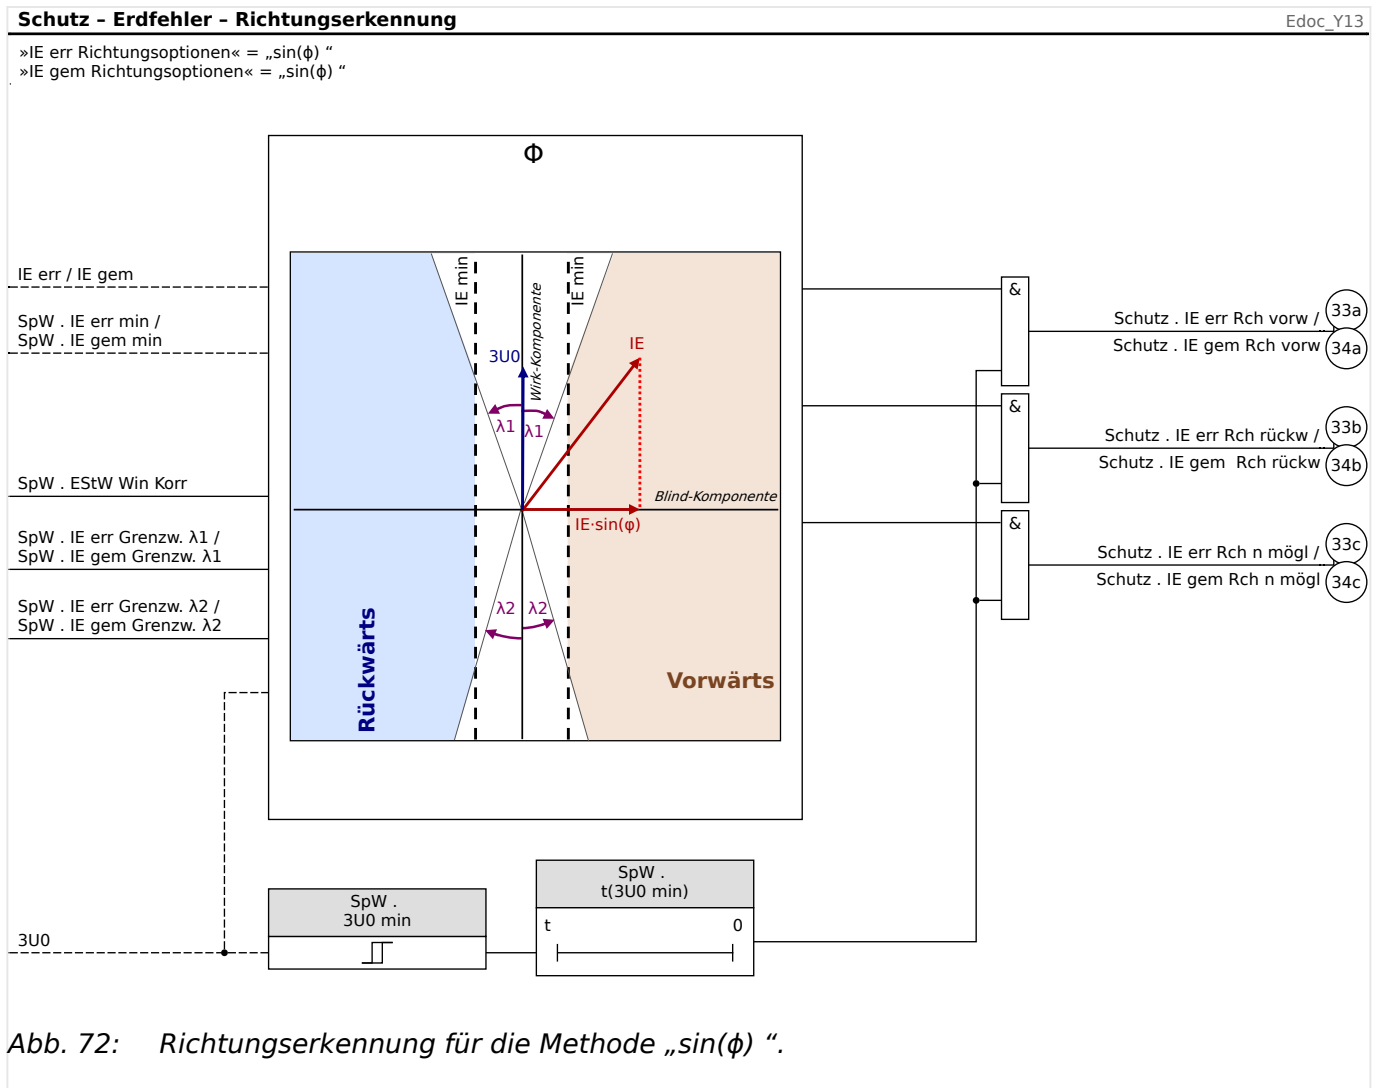 Schutz – Erdfehler – Richtungserkennung
Edoc_Y13
»IE err Richtungsoptionen« = „sin(ϕ) “
»IE gem Richtungsoptionen« = „sin(ϕ) “
Φ
IE err / IE gem
SpW . IE err min /
SpW . IE gem min
SpW . EStW Win Korr
SpW . IE err Grenzw. λ1 /
SpW . IE gem Grenzw. λ1
SpW . IE err Grenzw. λ2 /
SpW . IE gem Grenzw. λ2
3U0
IE min
IE min
Wirk-Komponente
3U0
IE
λ1
λ1
Blind-Komponente
IE·sin(φ)
λ2
λ2
Rückwärts
Vorwärts
&
Schutz . IE err Rch vorw /
33a
Schutz . IE gem Rch vorw
34a
&
Schutz . IE err Rch rückw /
33b
Schutz . IE gem  Rch rückw
34b
&
Schutz . IE err Rch n mögl /
33c
Schutz . IE gem Rch n mögl
34c
SpW .
3U0 min
SpW .
t(3U0 min)
t
0
Abb. 72: Richtungserkennung für die Methode „sin(ϕ) “.